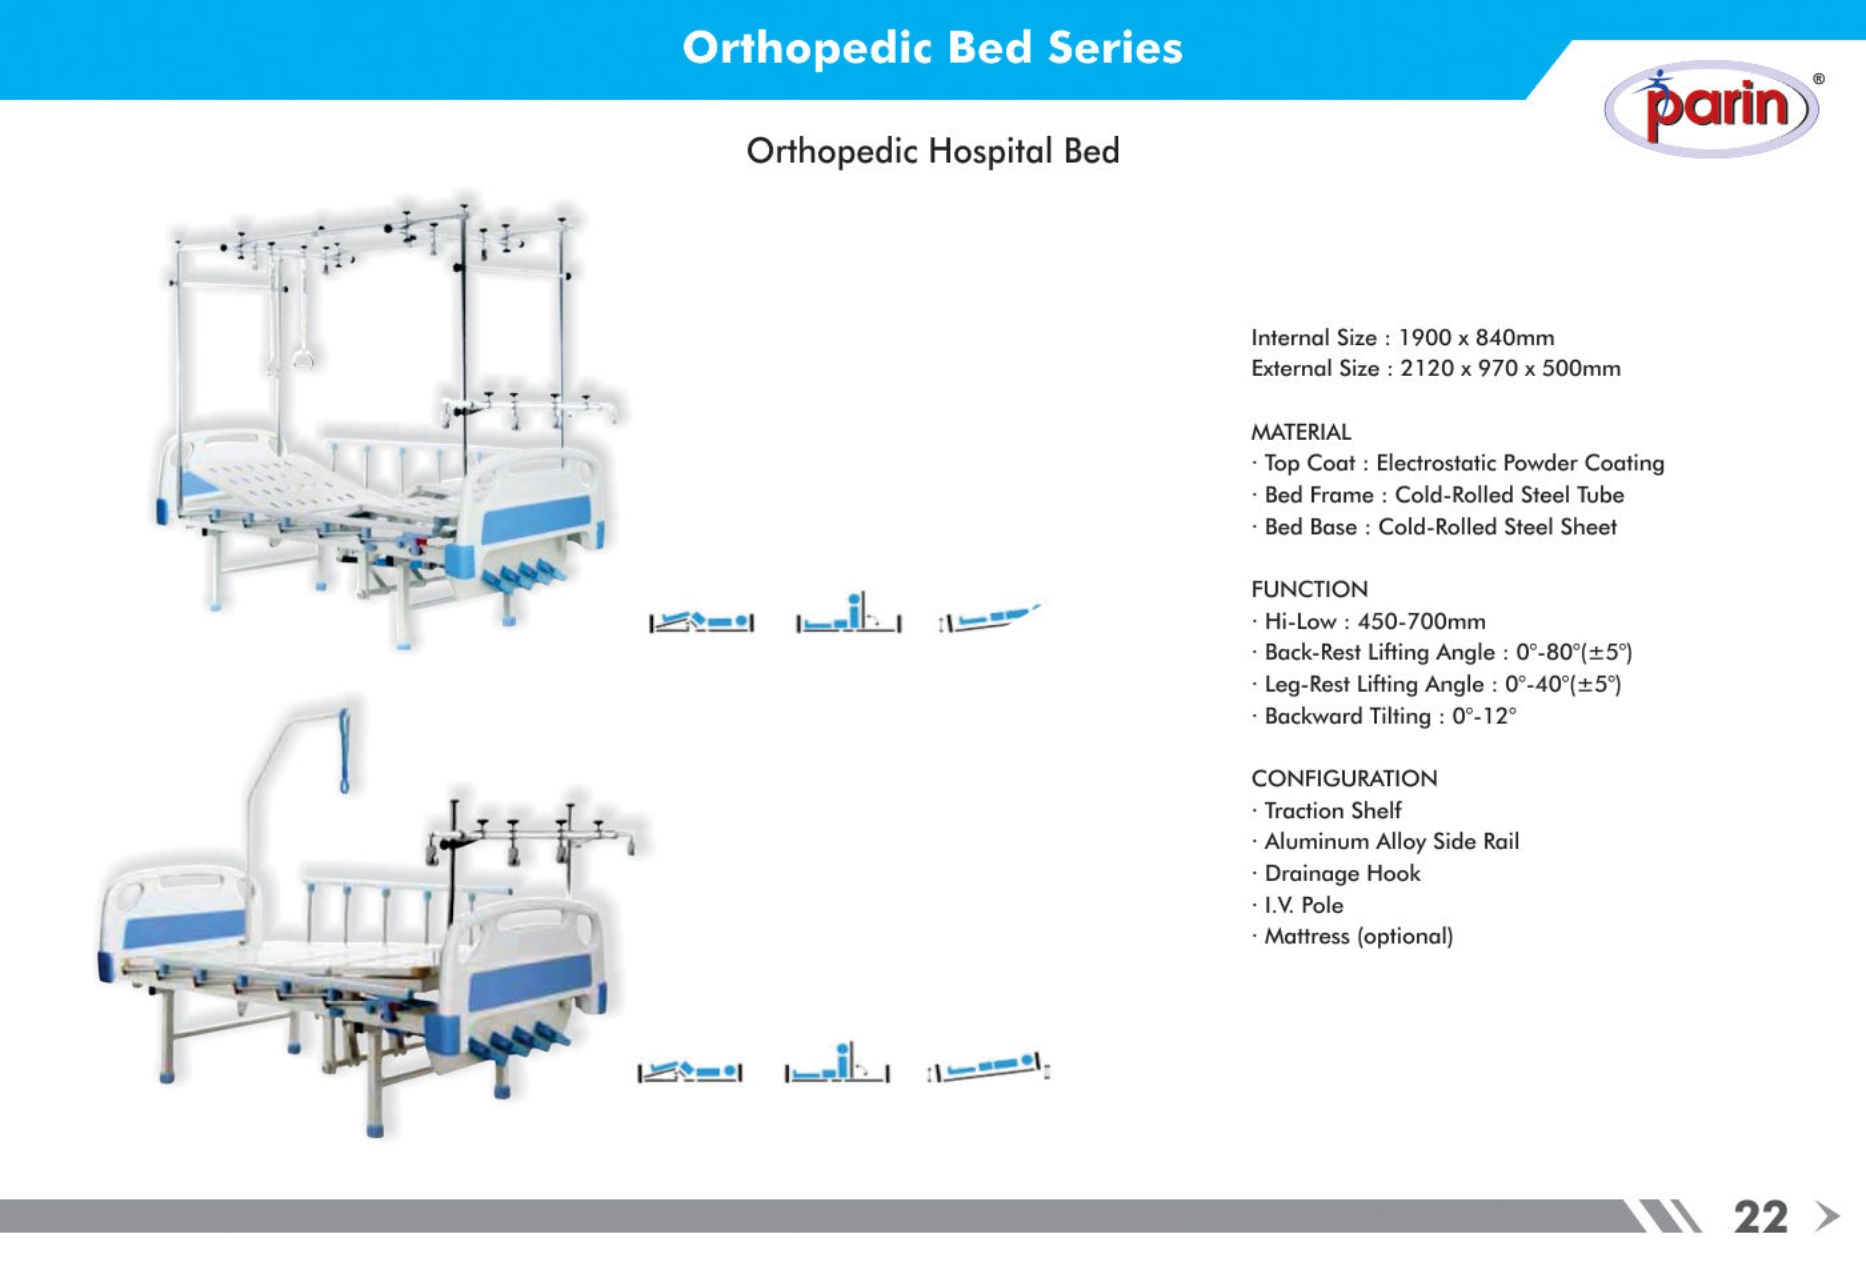 Orthopedic Bed Series
parin®
Orthopedic Hospital Bed
Internal Size : 1900 x 840mm
External Size : 2120 x 970 x 500mm
MATERIAL
· Top Coat : Electrostatic Powder Coating
· Bed Frame : Cold-Rolled Steel Tube
· Bed Base : Cold-Rolled Steel Sheet
FUNCTION
· Hi-Low : 450-700mm
· Back-Rest Lifting Angle : 0°-80°(±5°)
· Leg-Rest Lifting Angle : 0°-40°(±5°)
· Backward Tilting : 0°-12°
CONFIGURATION
· Traction Shelf
· Aluminum Alloy Side Rail
· Drainage Hook
· I.V. Pole
· Mattress (optional)
22